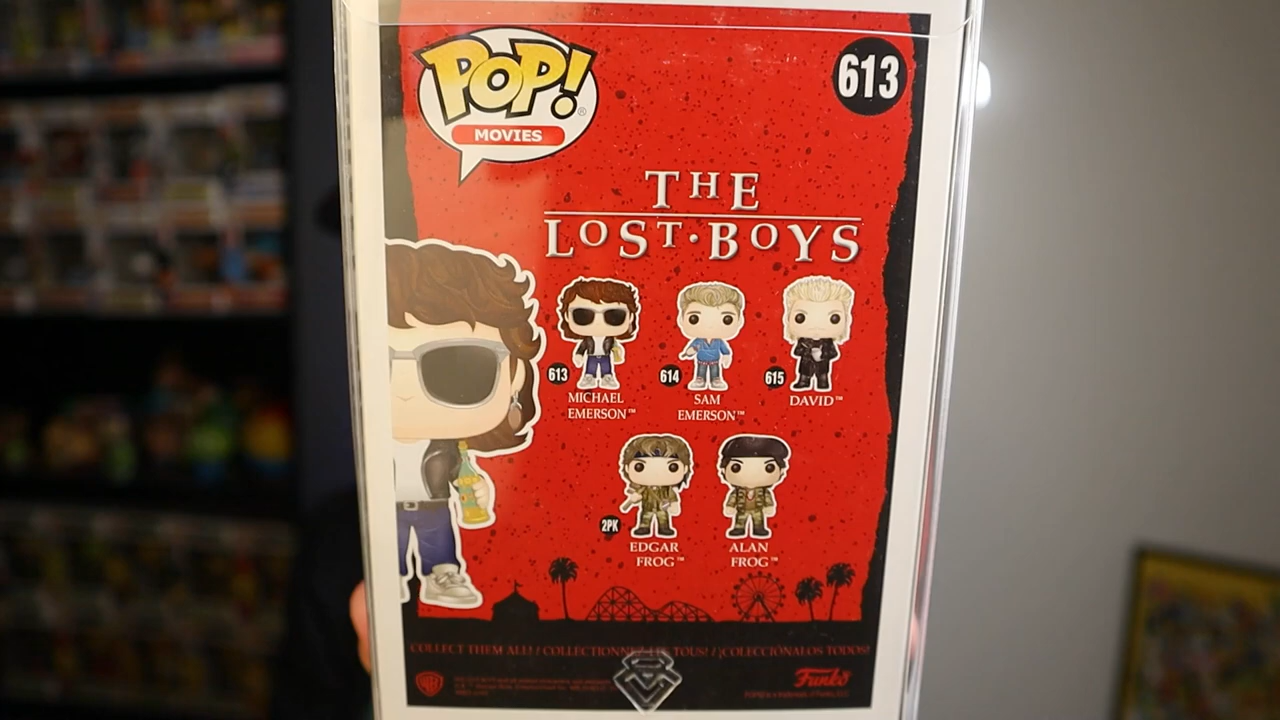 POP!
MOVIES
613
THE
LOST·BOYS
613
MICHAEL
EMERSON™
614
SAM
EMERSON™
615
DAVID™
2PK
EDGAR
FROG™
ALAN
FROG™
COLLECT THEM ALL! / COLLECTIONNEZ-LES TOUS! / ¡COLECCIÓNALOS TODOS!
WB
Funko